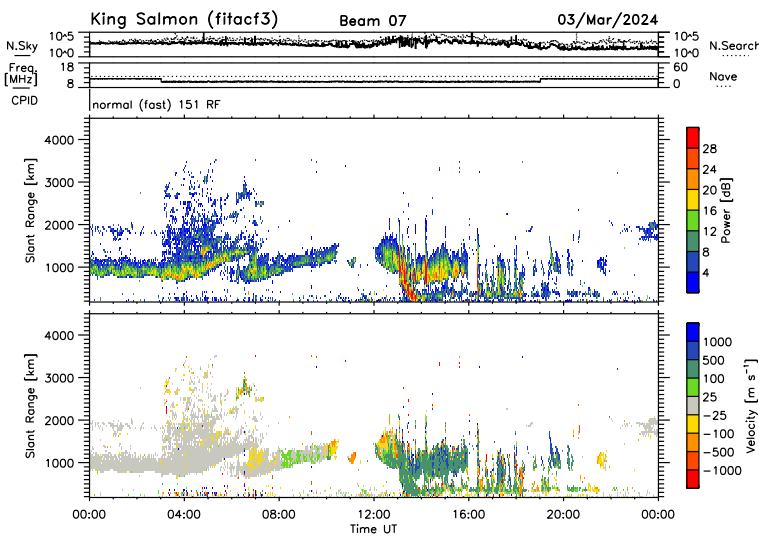 King Salmon (fitacf3) Beam 07 03/Mar/2024
N.Sky 10^5 10^0 10^5 10^0 N.Search
Freq. [MHz] 18 8 60 0 Nave
CPID normal (fast) 151 RF
Slant Range [km] 4000 3000 2000 1000
Power [dB] 28 24 20 16 12 8 4
Slant Range [km] 4000 3000 2000 1000
Velocity [m s⁻¹] 1000 500 100 25 −25 −100 −500 −1000
00:00 04:00 08:00 12:00 16:00 20:00 00:00
Time UT